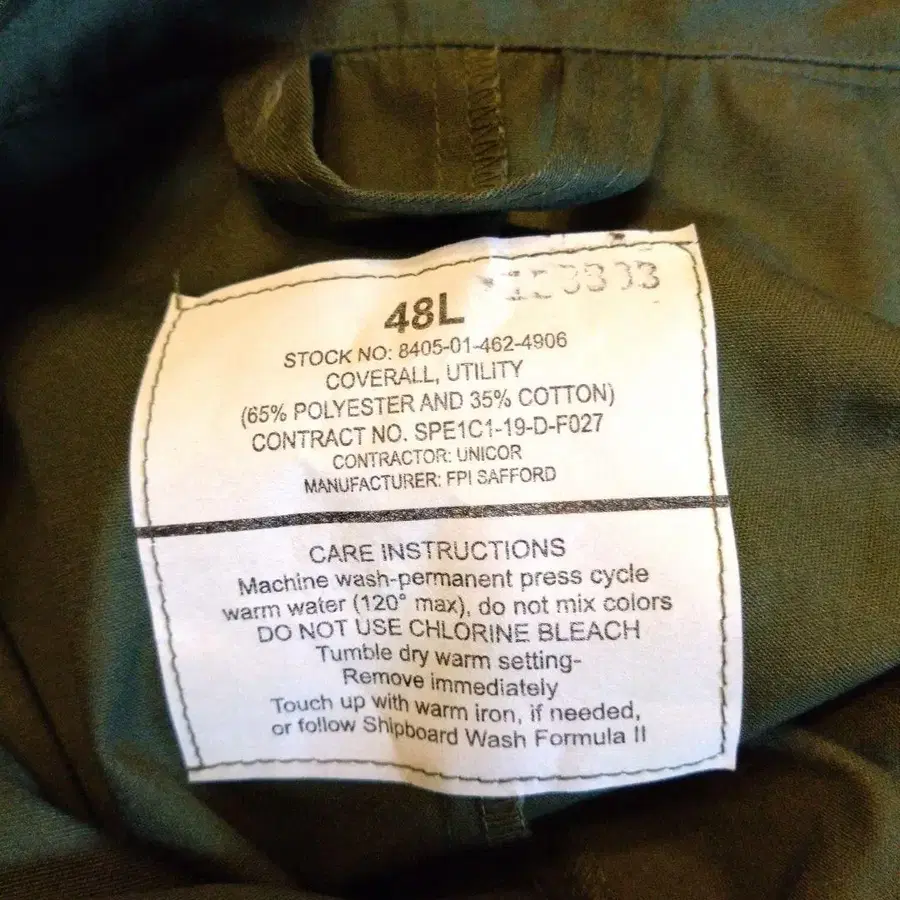 48L
STOCK NO: 8405-01-462-4906
COVERALL, UTILITY
(65% POLYESTER AND 35% COTTON)
CONTRACT NO. SPE1C1-19-D-F027
CONTRACTOR: UNICOR
MANUFACTURER: FPI SAFFORD
CARE INSTRUCTIONS
Machine wash-permanent press cycle
warm water (120° max), do not mix colors
DO NOT USE CHLORINE BLEACH
Tumble dry warm setting-
Remove immediately
Touch up with warm iron, if needed,
or follow Shipboard Wash Formula II